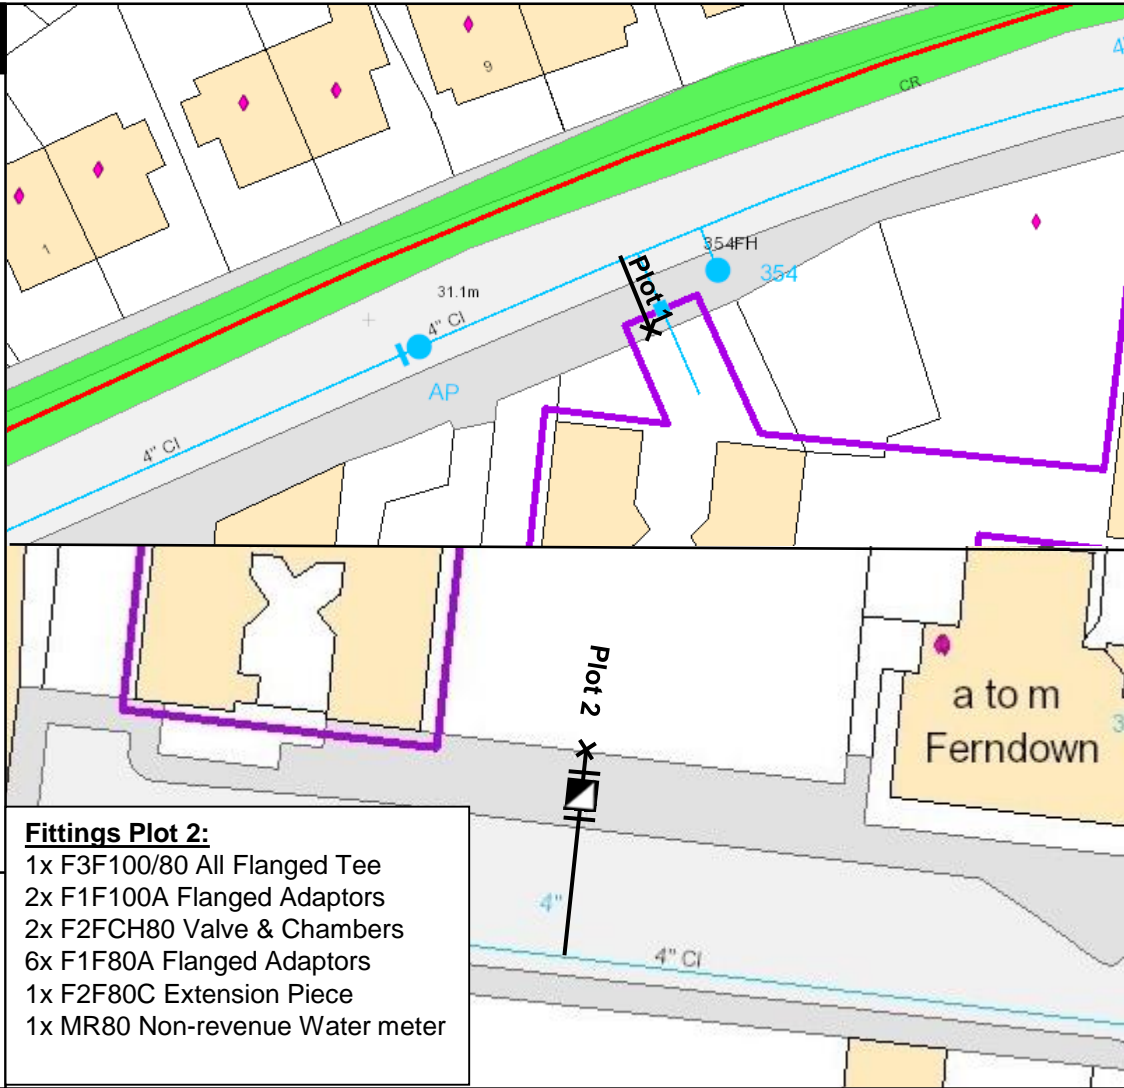 9
CR
4"
1
354FH
354
Plot 1
31.1m
4" CI
AP
4" CI
Plot 2
a to m
Ferndown
3
Fittings Plot 2:
1x F3F100/80 All Flanged Tee
2x F1F100A Flanged Adaptors
2x F2FCH80 Valve & Chambers
6x F1F80A Flanged Adaptors
1x F2F80C Extension Piece
1x MR80 Non-revenue Water meter
4"
4" CI